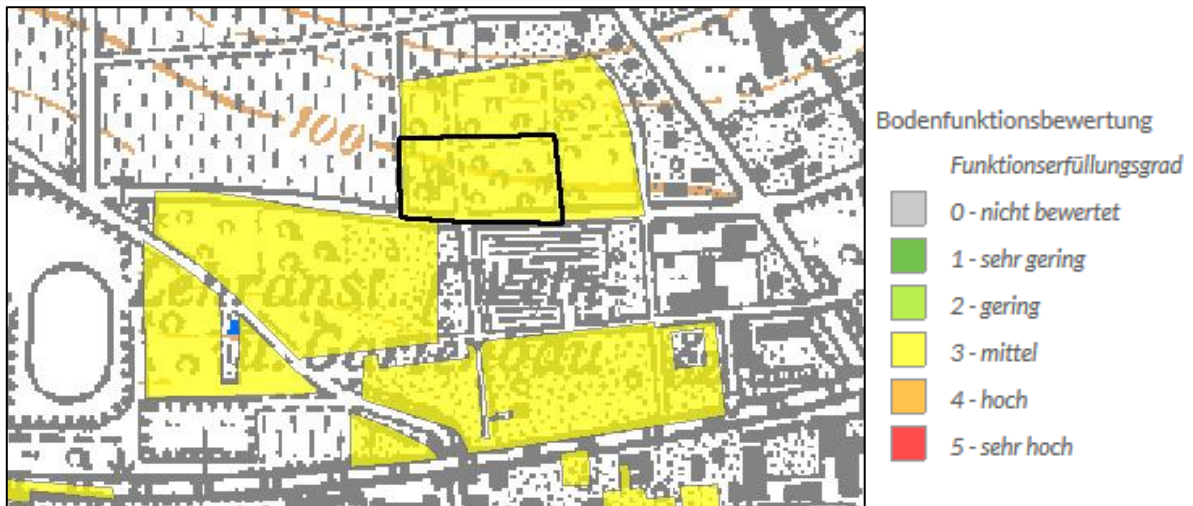 100
Bodenfunktionsbewertung
Funktionserfüllungsgrad
0 - nicht bewertet
1 - sehr gering
2 - gering
3 - mittel
4 - hoch
5 - sehr hoch